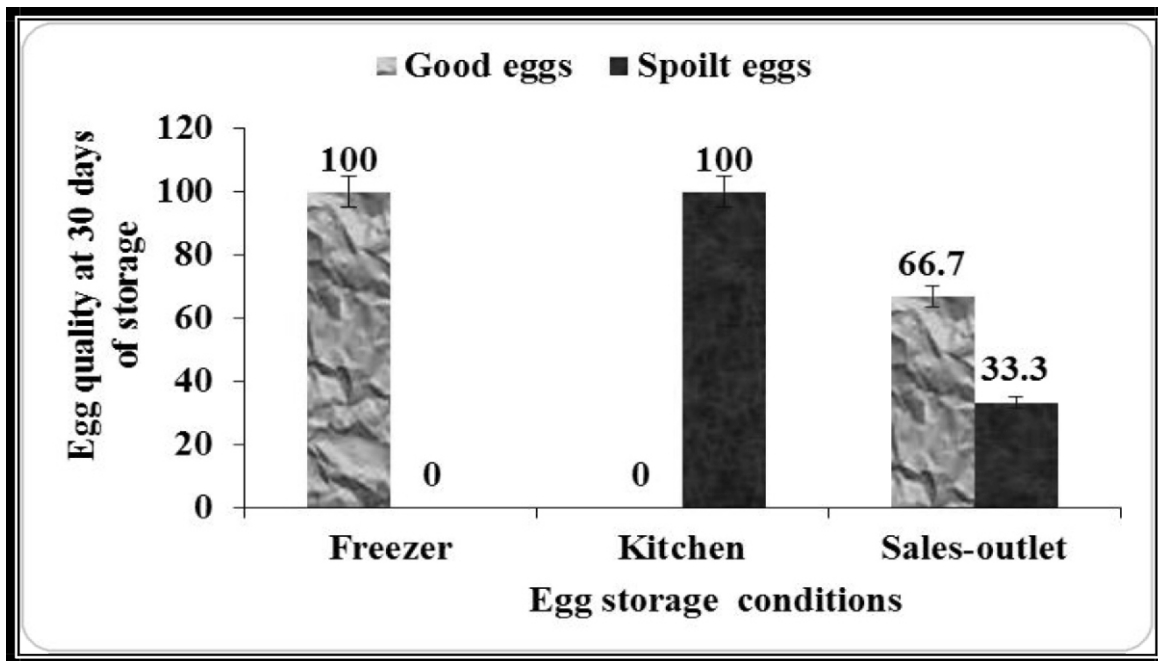 Good eggs Spoilt eggs
Egg quality at 30 days
of storage
120
100
80
60
40
20
0
100
0
0
100
66.7
33.3
Freezer Kitchen Sales-outlet
Egg storage conditions